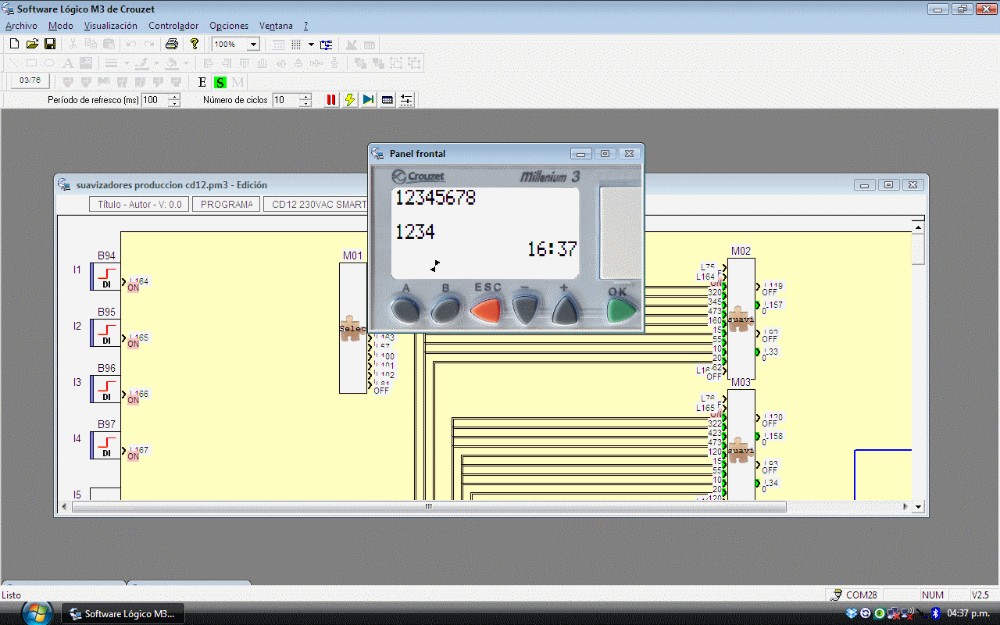 Software Lógico M3 de Crouzet
Archivo Modo Visualización Controlador Opciones Ventana ?
100%
03/76 E S M
Período de refresco (ms) 100 Número de ciclos 10
Panel frontal
Crouzet Millenium 3
12345678
1234
16:37
A B ESC - + OK
suavizadores produccion cd12.pm3 - Edición
Título - Autor - V: 0.0 PROGRAMA CD12 230VAC SMART
I1 B94 DI L164 ON
I2 B95 DI L165 ON
I3 B96 DI L166 ON
I4 B97 DI L167 ON
I5
M01
Selec
L163
L57
L100
L101
L102
L81
OFF
M02
L75
L164
ON
320
345
473
160
15
55
10
20
OFF
suavi
L119
OFF
L157
0
L92
OFF
L33
0
M03
L76
L165
ON
322
423
473
120
15
55
10
20
120
suavi
L120
OFF
L158
0
L93
OFF
L34
0
Listo COM28 NUM V2.5
Software Lógico M3... 04:37 p.m.